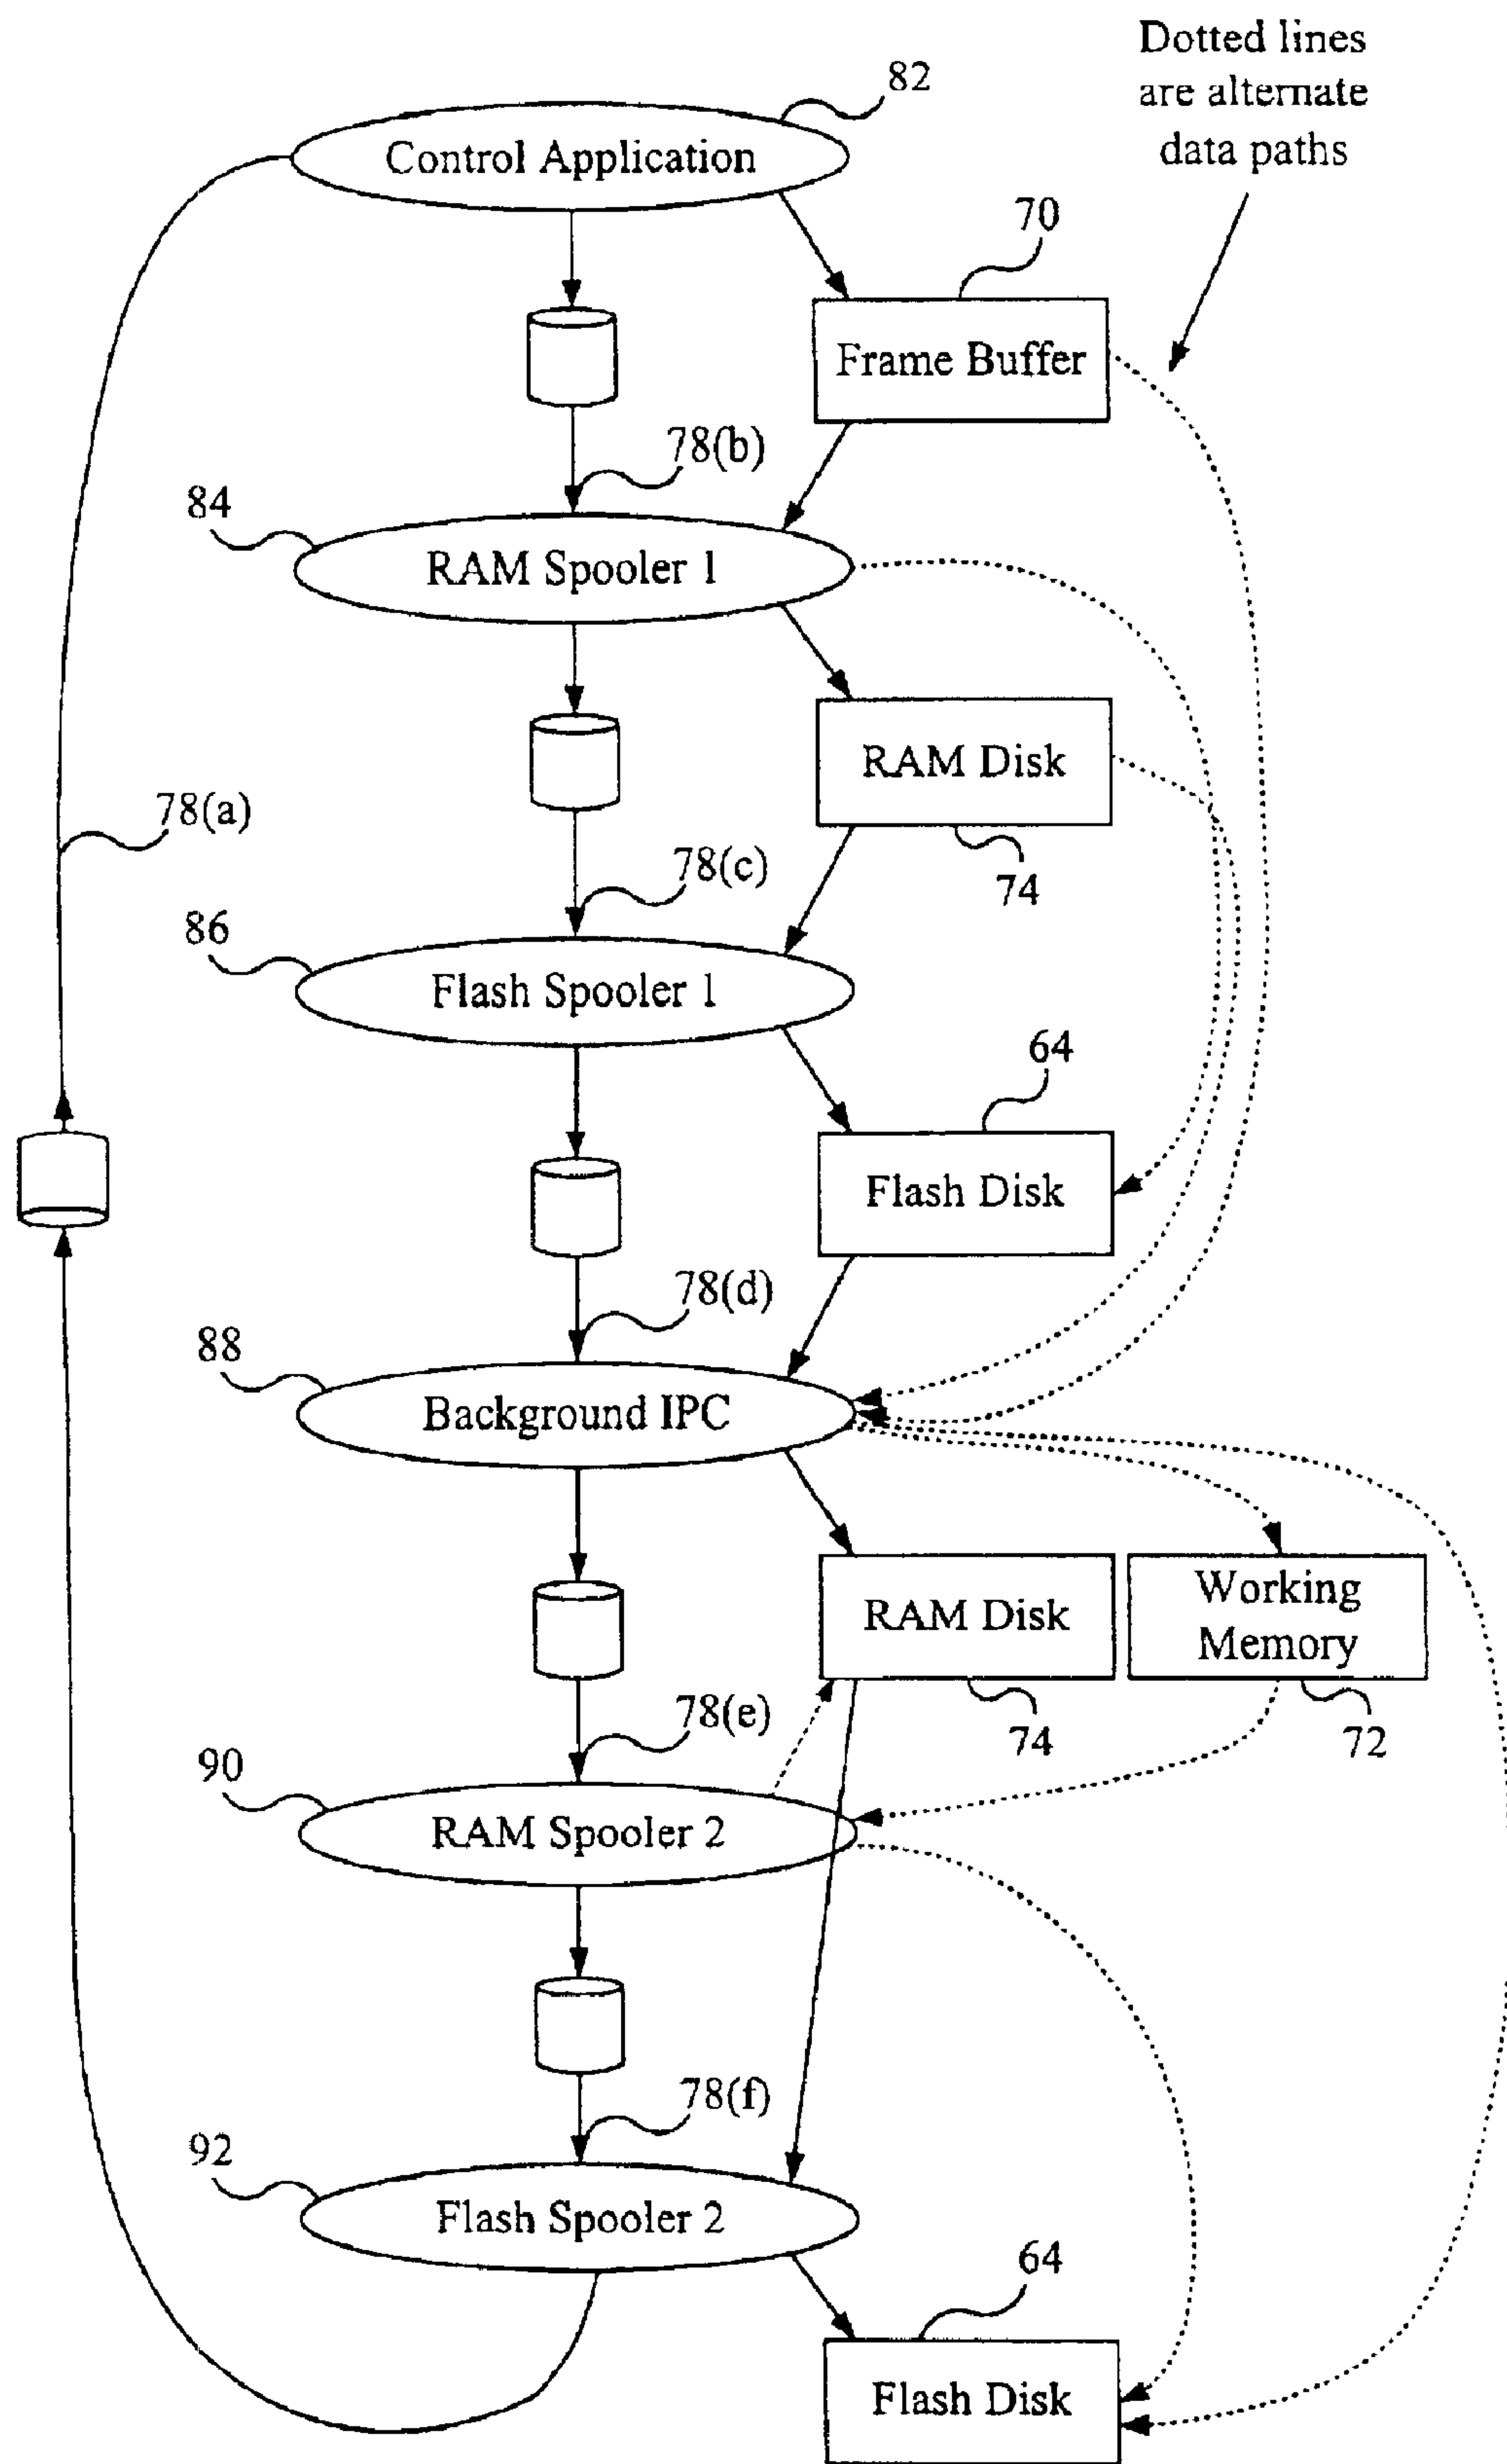 Dotted lines
are alternate
data paths
82
Control Application
70
Frame Buffer
78(b)
84
RAM Spooler 1
RAM Disk
74
78(a)
78(c)
86
Flash Spooler 1
64
Flash Disk
78(d)
88
Background IPC
RAM Disk
Working
Memory
74
72
78(e)
90
RAM Spooler 2
78(f)
92
Flash Spooler 2
64
Flash Disk